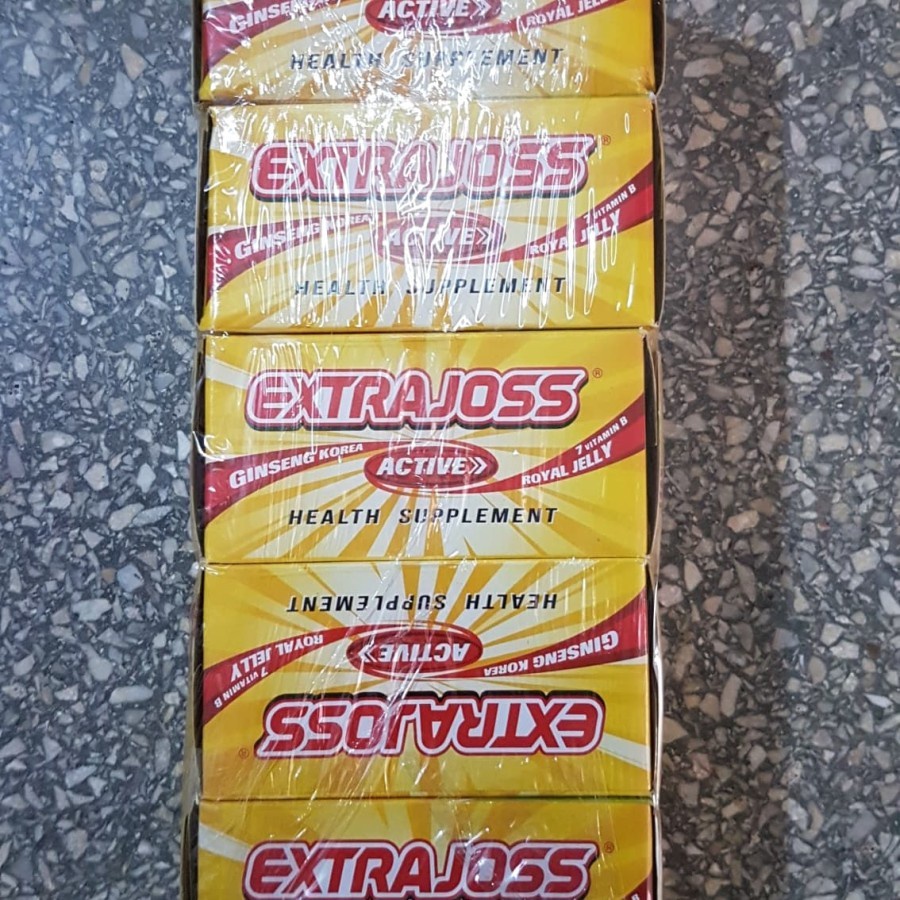 GINSENG
ACTIVE
ROYAL JELLY
HEALTH SUPPLEMENT
EXTRAJOSS®
GINSENG KOREA
ACTIVE
7 VITAMIN B
ROYAL JELLY
HEALTH SUPPLEMENT
EXTRAJOSS®
GINSENG KOREA
ACTIVE
7 VITAMIN B
ROYAL JELLY
HEALTH SUPPLEMENT
EXTRAJOSS®
GINSENG KOREA
ACTIVE
7 VITAMIN B
ROYAL JELLY
HEALTH SUPPLEMENT
EXTRAJOSS®